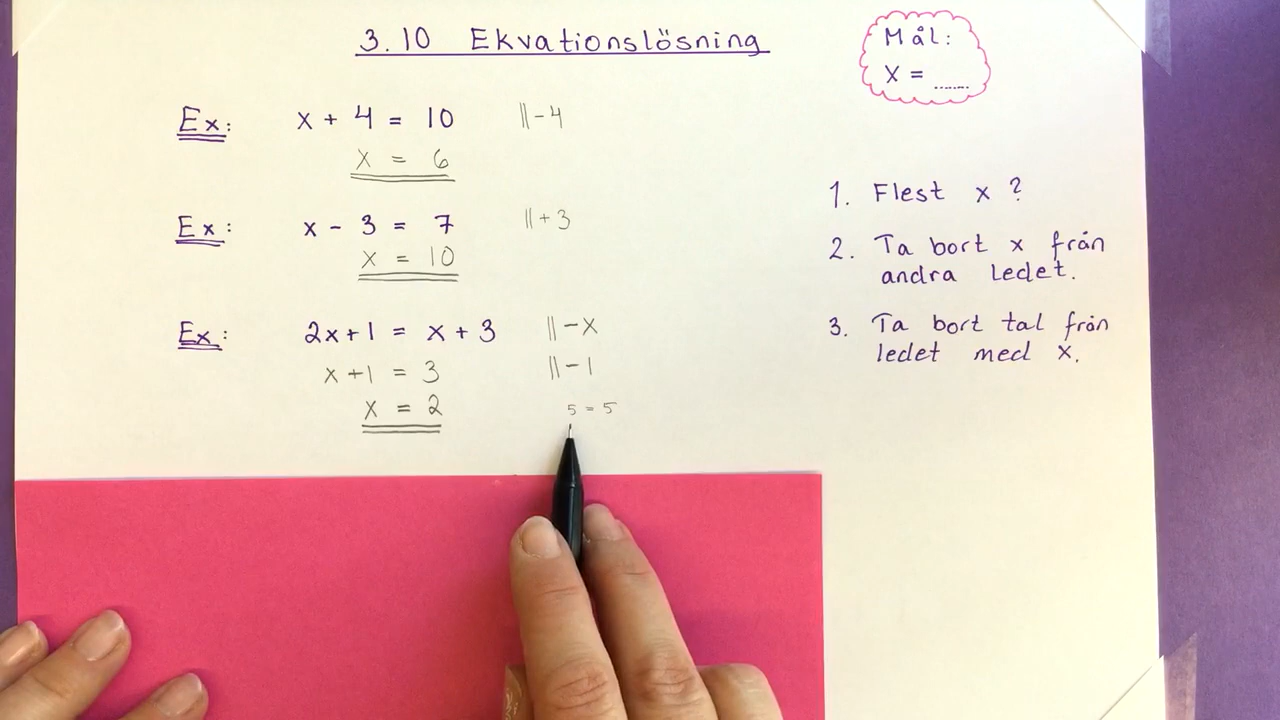 3.10 Ekvationslösning
Mål:
X = ......
Ex: x + 4 = 10 ||-4
x = 6
Ex: x - 3 = 7 ||+3
x = 10
Ex: 2x+1 = x + 3 ||-x
x+1 = 3 ||-1
x = 2 5 = 5
1. Flest x ?
2. Ta bort x från
andra ledet.
3. Ta bort tal från
ledet med x.